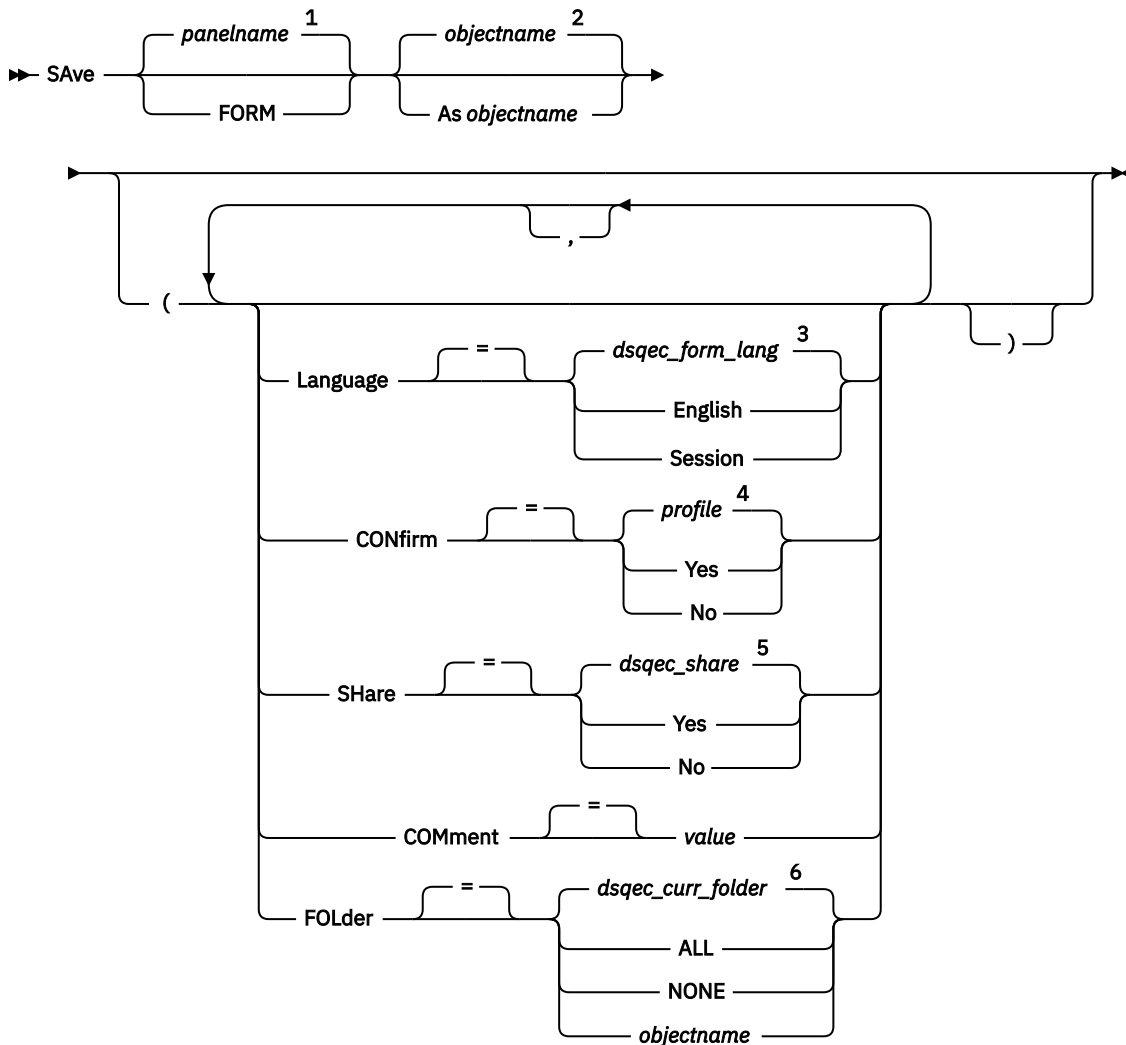 panelname 1 objectname 2
SAve
FORM As objectname
,
(
)
= dsqec_form_lang 3
Language
English
Session
= profile 4
CONfirm
Yes
No
= dsqec_share 5
SHare
Yes
No
=
COMment value
= dsqec_curr_folder 6
FOLder
ALL
NONE
objectname